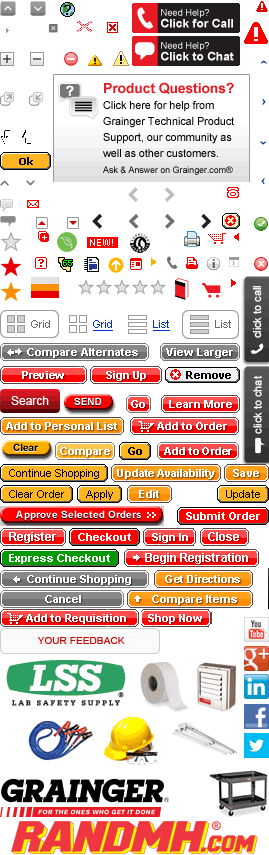 Need Help?
Click for Call
Need Help?
Click to Chat
Product Questions?
Click here for help from
Grainger Technical Product
Support, our community as
well as other customers.
Ask & Answer on Grainger.com®
Ok
NEW!
Grid
Grid
List
List
click to call
click to chat
Compare Alternates
View Larger
Preview
Sign Up
Remove
Search
SEND
Go
Learn More
Add to Personal List
Add to Order
Clear
Compare
Go
Add to Order
Continue Shopping
Update Availability
Save
Clear Order
Apply
Edit
Update
Approve Selected Orders
Submit Order
Register
Checkout
Sign In
Close
Express Checkout
Begin Registration
Continue Shopping
Get Directions
Cancel
Compare Items
Add to Requisition
Shop Now
YOUR FEEDBACK
You
Tube
g+
in
f
LSS®
LAB SAFETY SUPPLY®
GRAINGER®
FOR THE ONES WHO GET IT DONE
RANDMH®.COM